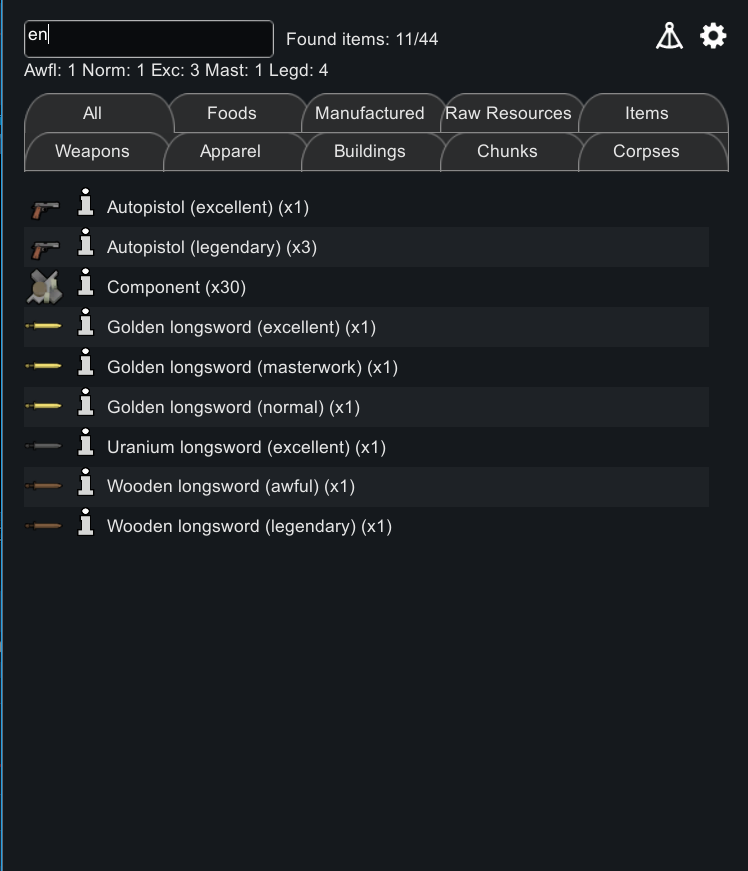 en
Found items: 11/44
Awfl: 1 Norm: 1 Exc: 3 Mast: 1 Legd: 4
All Foods Manufactured Raw Resources Items
Weapons Apparel Buildings Chunks Corpses
Autopistol (excellent) (x1)
Autopistol (legendary) (x3)
Component (x30)
Golden longsword (excellent) (x1)
Golden longsword (masterwork) (x1)
Golden longsword (normal) (x1)
Uranium longsword (excellent) (x1)
Wooden longsword (awful) (x1)
Wooden longsword (legendary) (x1)